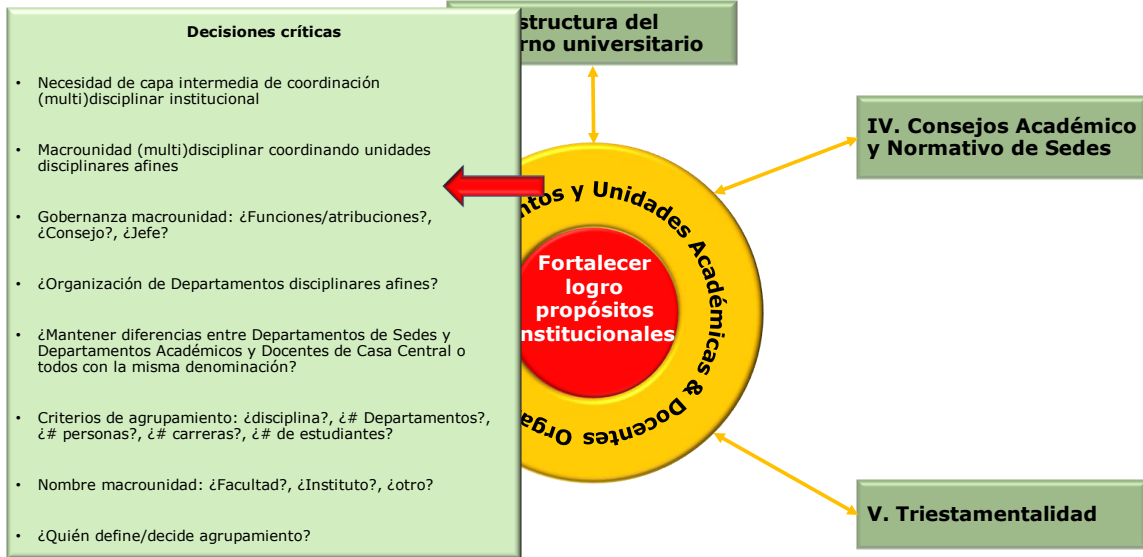 Decisiones críticas
• Necesidad de capa intermedia de coordinación
(multi)disciplinar institucional
• Macrounidad (multi)disciplinar coordinando unidades
disciplinares afines
• Gobernanza macrounidad: ¿Funciones/atribuciones?,
¿Consejo?, ¿Jefe?
• ¿Organización de Departamentos disciplinares afines?
• ¿Mantener diferencias entre Departamentos de Sedes y
Departamentos Académicos y Docentes de Casa Central o
todos con la misma denominación?
• Criterios de agrupamiento: ¿disciplina?, ¿# Departamentos?,
¿# personas?, ¿# carreras?, ¿# de estudiantes?
• Nombre macrounidad: ¿Facultad?, ¿Instituto?, ¿otro?
• ¿Quién define/decide agrupamiento?
structura del
rno universitario
IV. Consejos Académico
y Normativo de Sedes
V. Triestamentalidad
ntos y Unidades Académicas & Docentes Orga
Fortalecer
logro
propósitos
nstitucionales